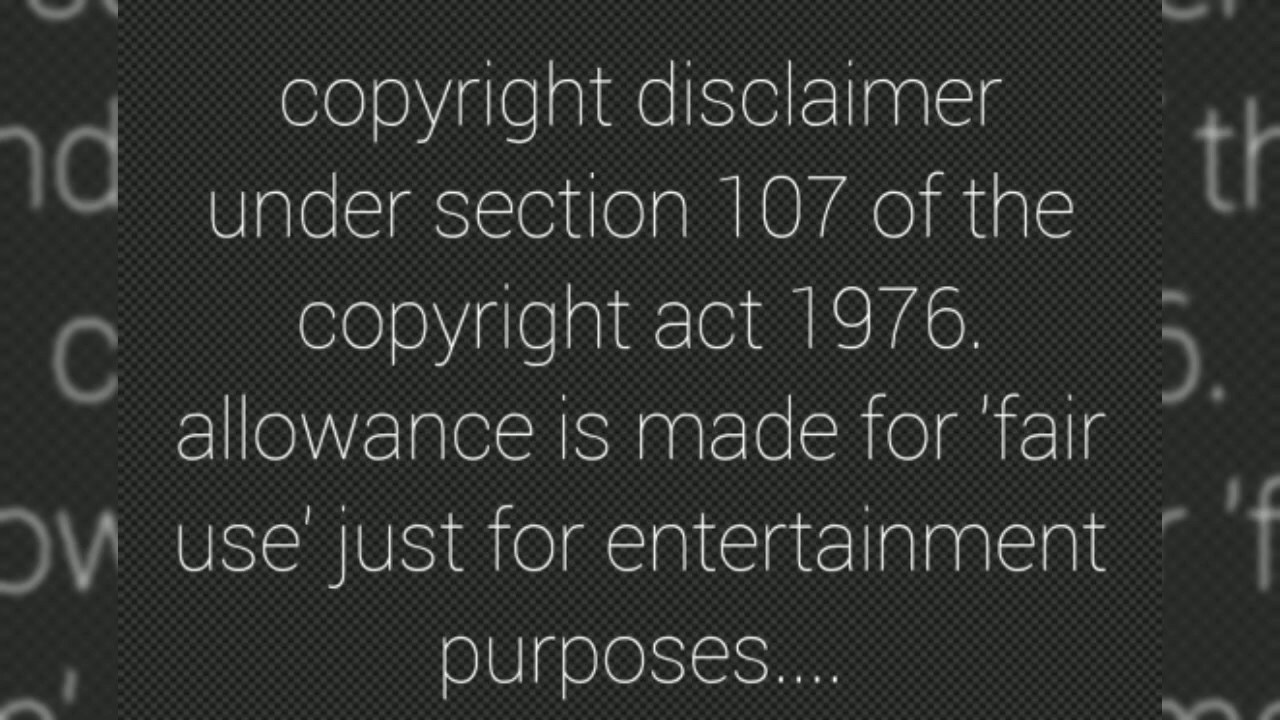 copyright disclaimer
under section 107 of the
copyright act 1976.
allowance is made for 'fair
use' just for entertainment
purposes....